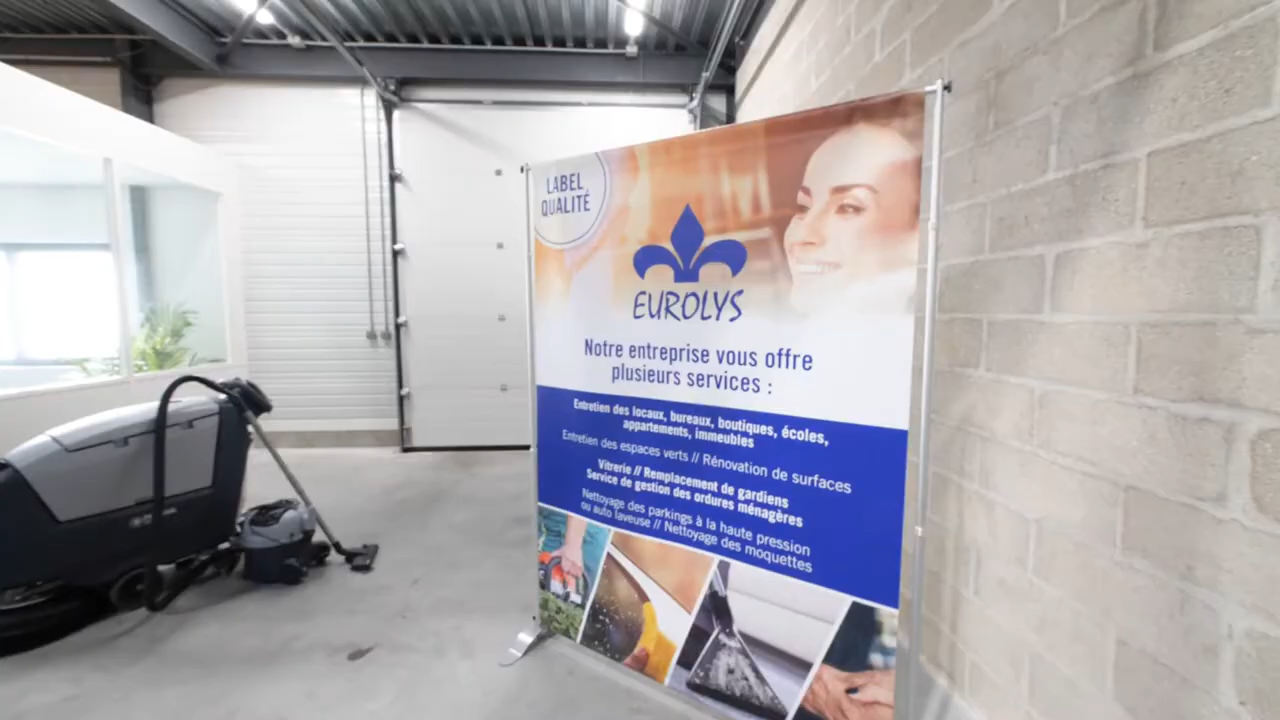 LABEL
QUALITÉ
EUROLYS
Notre entreprise vous offre
plusieurs services :
Entretien des locaux, bureaux, boutiques, écoles,
appartements, immeubles
Entretien des espaces verts // Rénovation de surfaces
Vitrerie // Remplacement de gardiens
Service de gestion des ordures ménagères
Nettoyage des parkings à la haute pression
ou auto laveuse // Nettoyage des moquettes